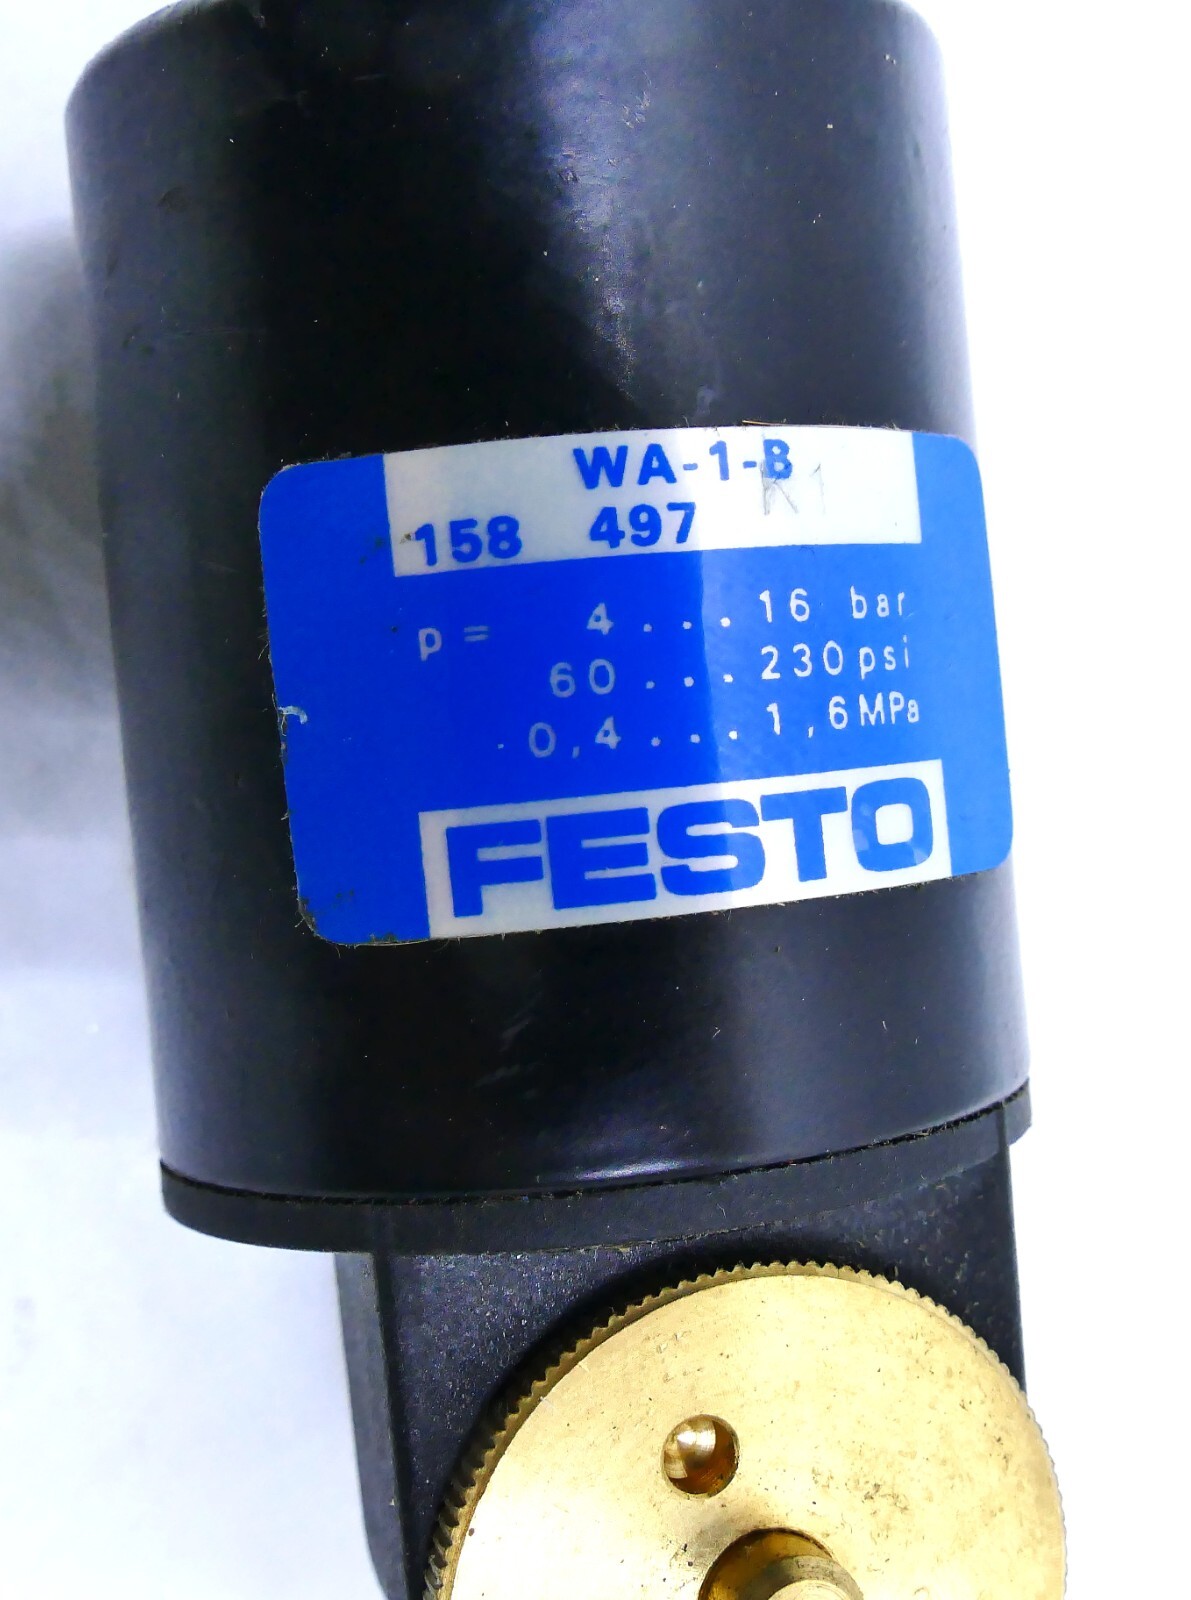 WA-1-B
158 497
p = 4...16 bar
60...230 psi
0,4...1,6 MPa
FESTO